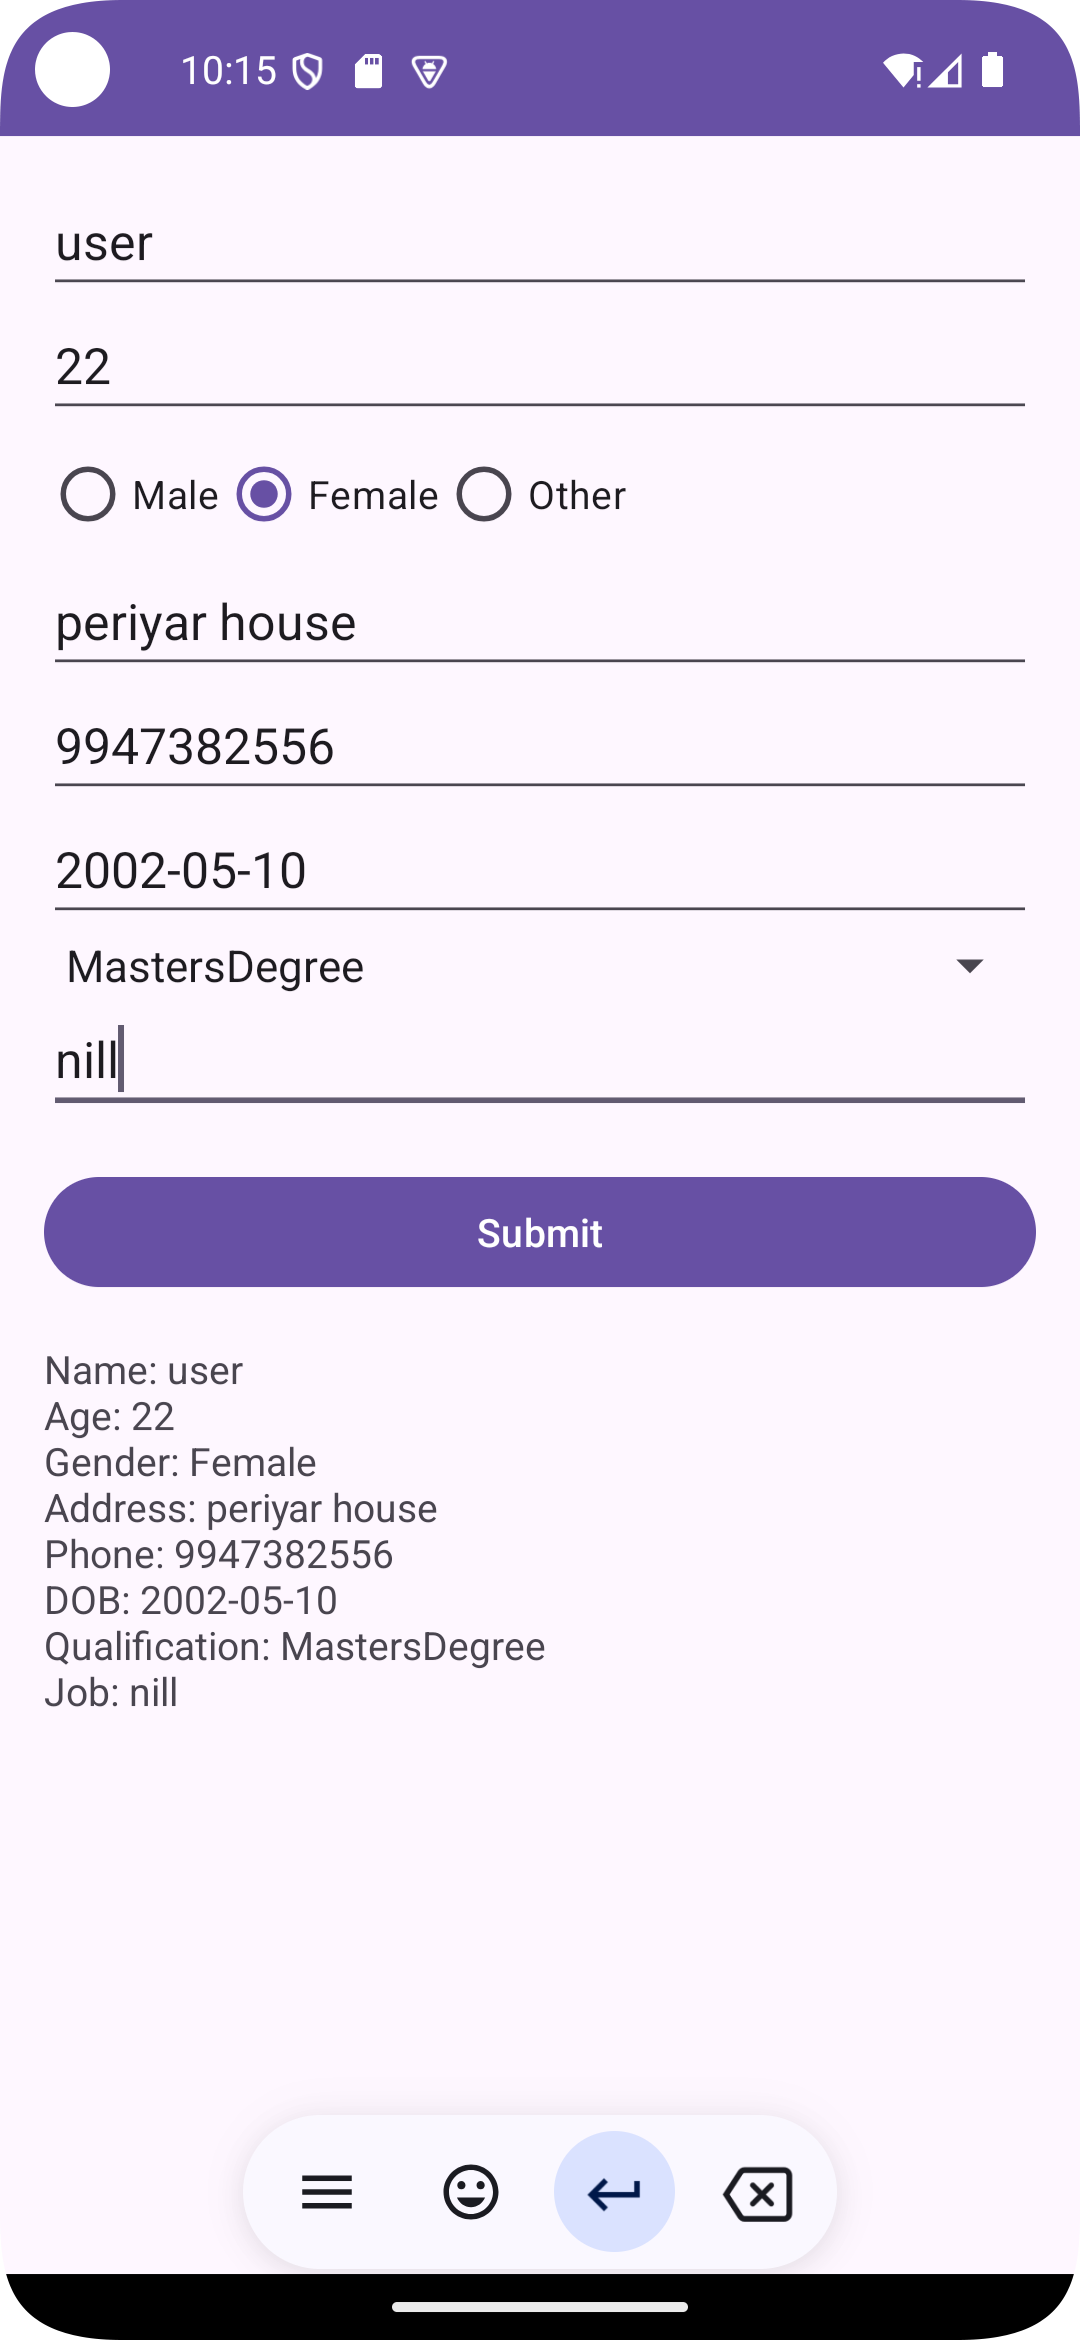 10:15
user
22
Male Female Other
periyar house
9947382556
2002-05-10
MastersDegree
nill
Submit
Name: user
Age: 22
Gender: Female
Address: periyar house
Phone: 9947382556
DOB: 2002-05-10
Qualification: MastersDegree
Job: nill